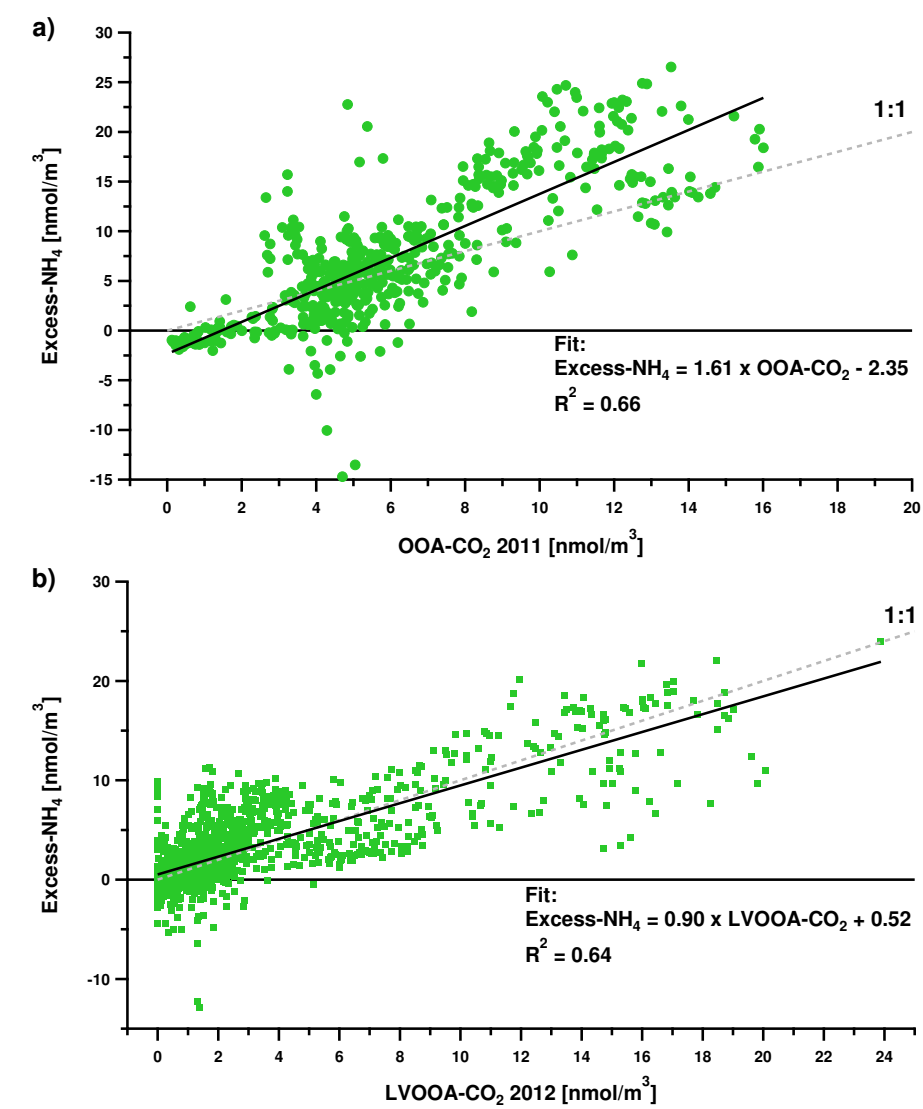 a)
30
25
20
15
10
5
0
-5
-10
-15
Excess-NH₄ [nmol/m³]
1:1
Fit:
Excess-NH₄ = 1.61 x OOA-CO₂ - 2.35
R² = 0.66
0 2 4 6 8 10 12 14 16 18 20
OOA-CO₂ 2011 [nmol/m³]
b)
30
20
10
0
-10
Excess-NH₄ [nmol/m³]
1:1
Fit:
Excess-NH₄ = 0.90 x LVOOA-CO₂ + 0.52
R² = 0.64
0 2 4 6 8 10 12 14 16 18 20 22 24
LVOOA-CO₂ 2012 [nmol/m³]